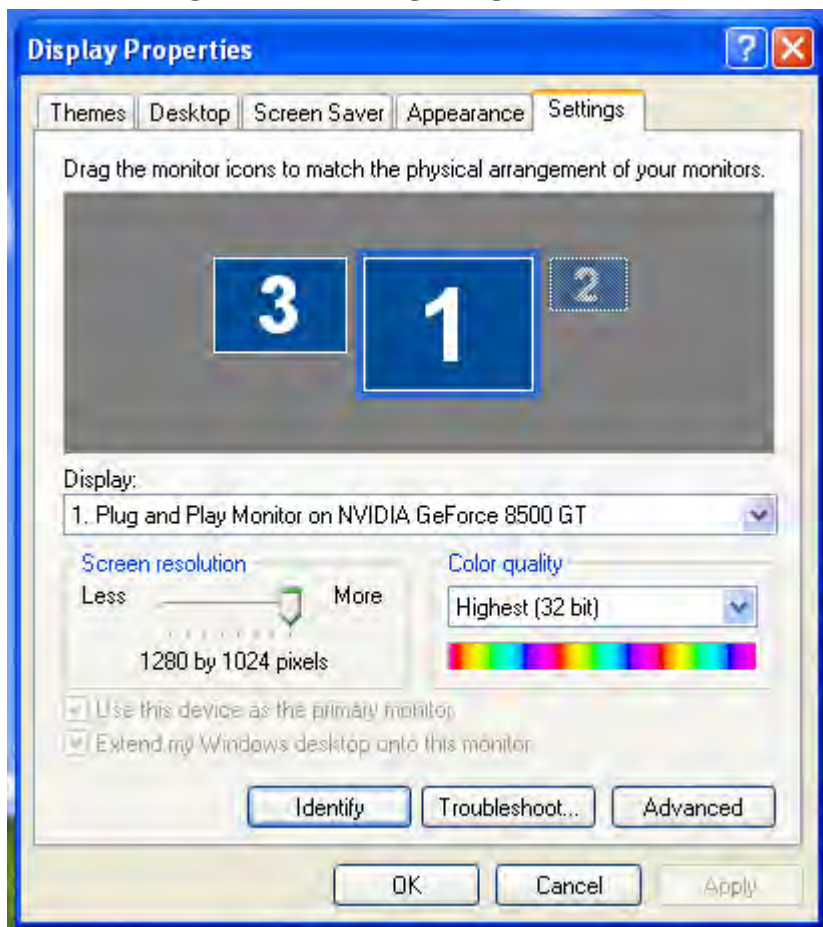 Display Properties
Themes Desktop Screen Saver Appearance Settings
Drag the monitor icons to match the physical arrangement of your monitors.
3 1 2
Display:
1. Plug and Play Monitor on NVIDIA GeForce 8500 GT
Screen resolution
Less More
1280 by 1024 pixels
Color quality
Highest (32 bit)
Use this device as the primary monitor.
Extend my Windows desktop onto this monitor.
Identify Troubleshoot... Advanced
OK Cancel Apply